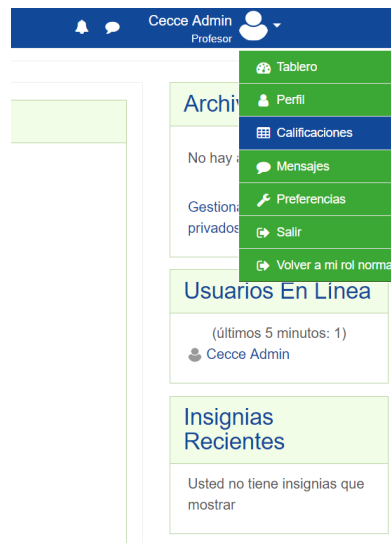 Cecce Admin
Profesor
Tablero
Perfil
Calificaciones
Mensajes
Preferencias
Salir
Volver a mi rol norma
Archi
No hay
Gestiona
privados
Usuarios En Línea
(últimos 5 minutos: 1)
Cecce Admin
Insignias
Recientes
Usted no tiene insignias que
mostrar